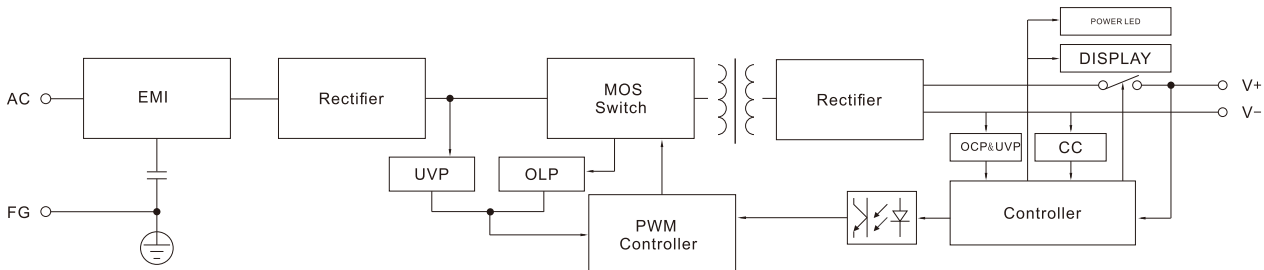 POWER LED
DISPLAY
AC
EMI
Rectifier
MOS
Switch
Rectifier
V+
V−
UVP
OLP
OCP&UVP
CC
FG
PWM
Controller
Controller